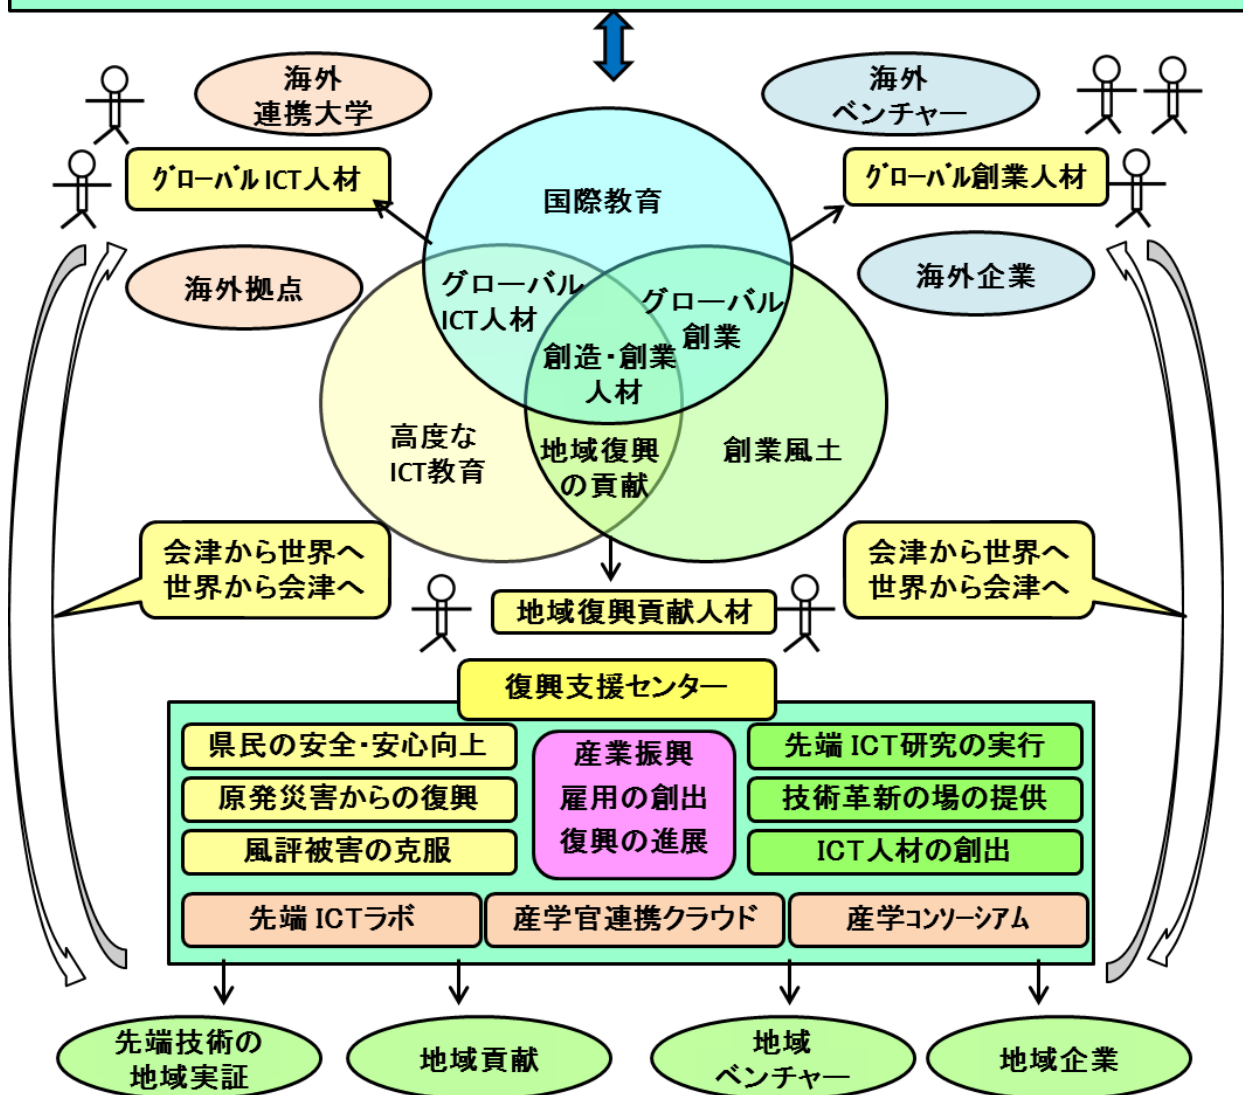 海外
連携大学
海外
ベンチャー
グローバルICT人材
グローバル創業人材
国際教育
海外拠点
海外企業
グローバル
ICT人材
グローバル
創業
創造・創業
人材
高度な
ICT教育
地域復興
の貢献
創業風土
会津から世界へ
世界から会津へ
会津から世界へ
世界から会津へ
地域復興貢献人材
復興支援センター
県民の安全・安心向上
原発災害からの復興
風評被害の克服
産業振興
雇用の創出
復興の進展
先端 ICT研究の実行
技術革新の場の提供
ICT人材の創出
先端 ICTラボ
産学官連携クラウド
産学コンソーシアム
先端技術の
地域実証
地域貢献
地域
ベンチャー
地域企業